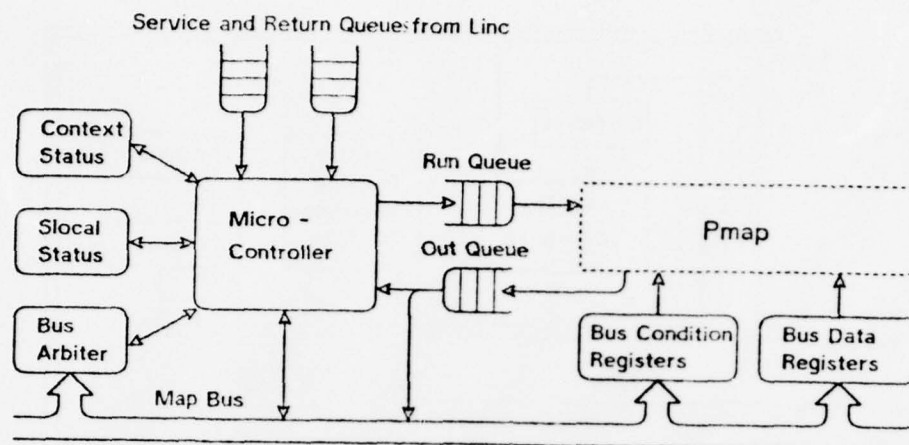 Service and Return Queues from Linc
Context
Status
Run Queue
Micro -
Controller
Pmap
Slocal
Status
Out Queue
Bus
Arbiter
Bus Condition
Registers
Bus Data
Registers
Map Bus